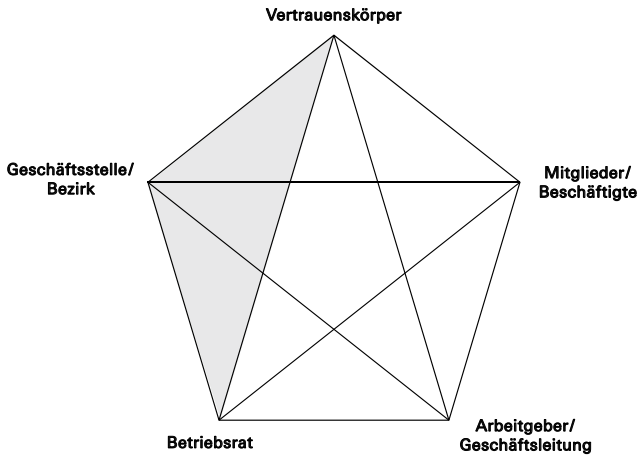 Vertrauenskörper
Geschäftsstelle/
Bezirk
Mitglieder/
Beschäftigte
Betriebsrat
Arbeitgeber/
Geschäftsleitung